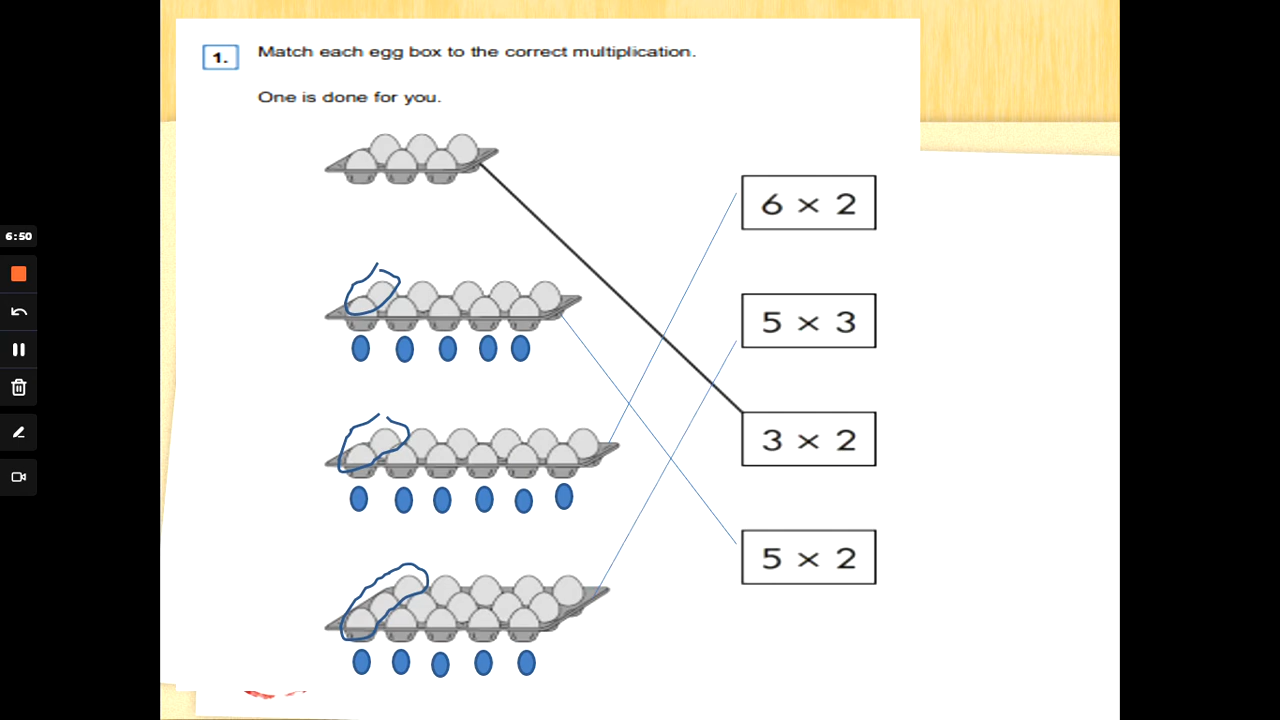 1. Match each egg box to the correct multiplication.
One is done for you.
6 × 2
6:50
5 × 3
3 × 2
5 × 2